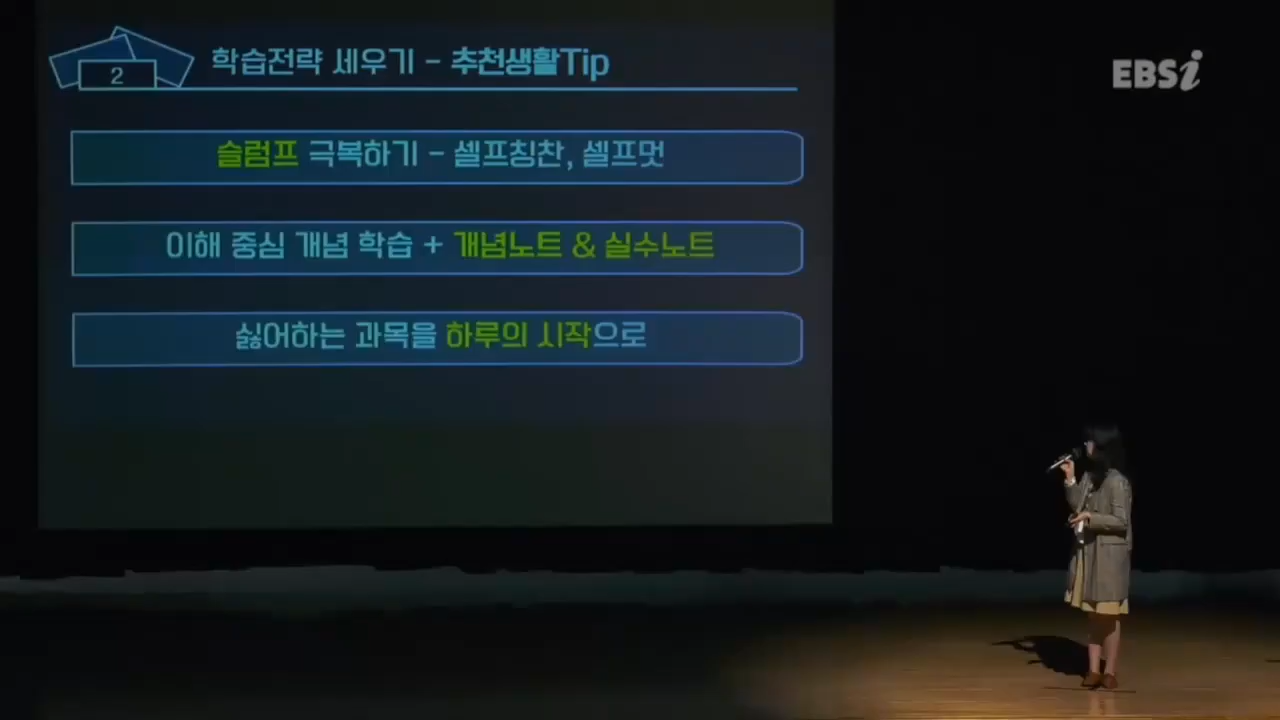 2
학습전략 세우기 - 추천생활Tip
EBSi
슬럼프 극복하기 - 셀프칭찬, 셀프멋
이해 중심 개념 학습 + 개념노트 & 실수노트
싫어하는 과목을 하루의 시작으로